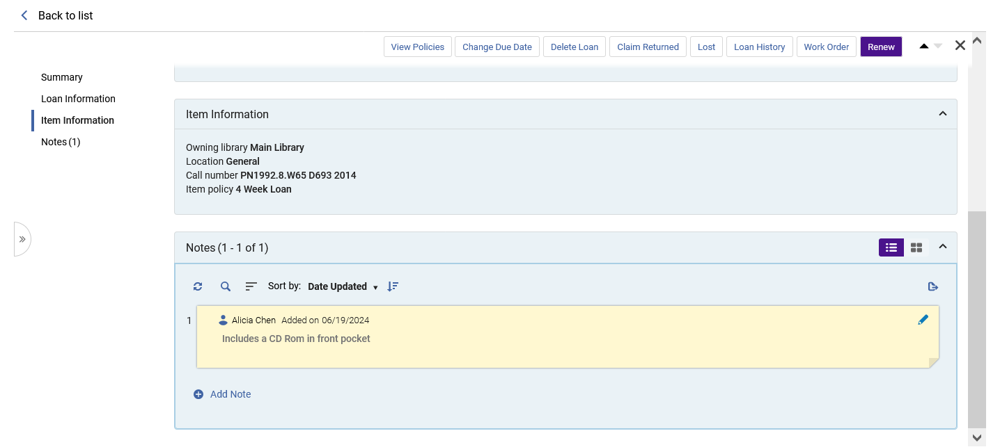 Back to list
View Policies Change Due Date Delete Loan Claim Returned Lost Loan History Work Order Renew
Summary
Loan Information
Item Information
Notes (1)
Item Information
Owning library Main Library
Location General
Call number PN1992.8.W65 D693 2014
Item policy 4 Week Loan
Notes (1 - 1 of 1)
Sort by: Date Updated
1 Alicia Chen Added on 06/19/2024
Includes a CD Rom in front pocket
Add Note